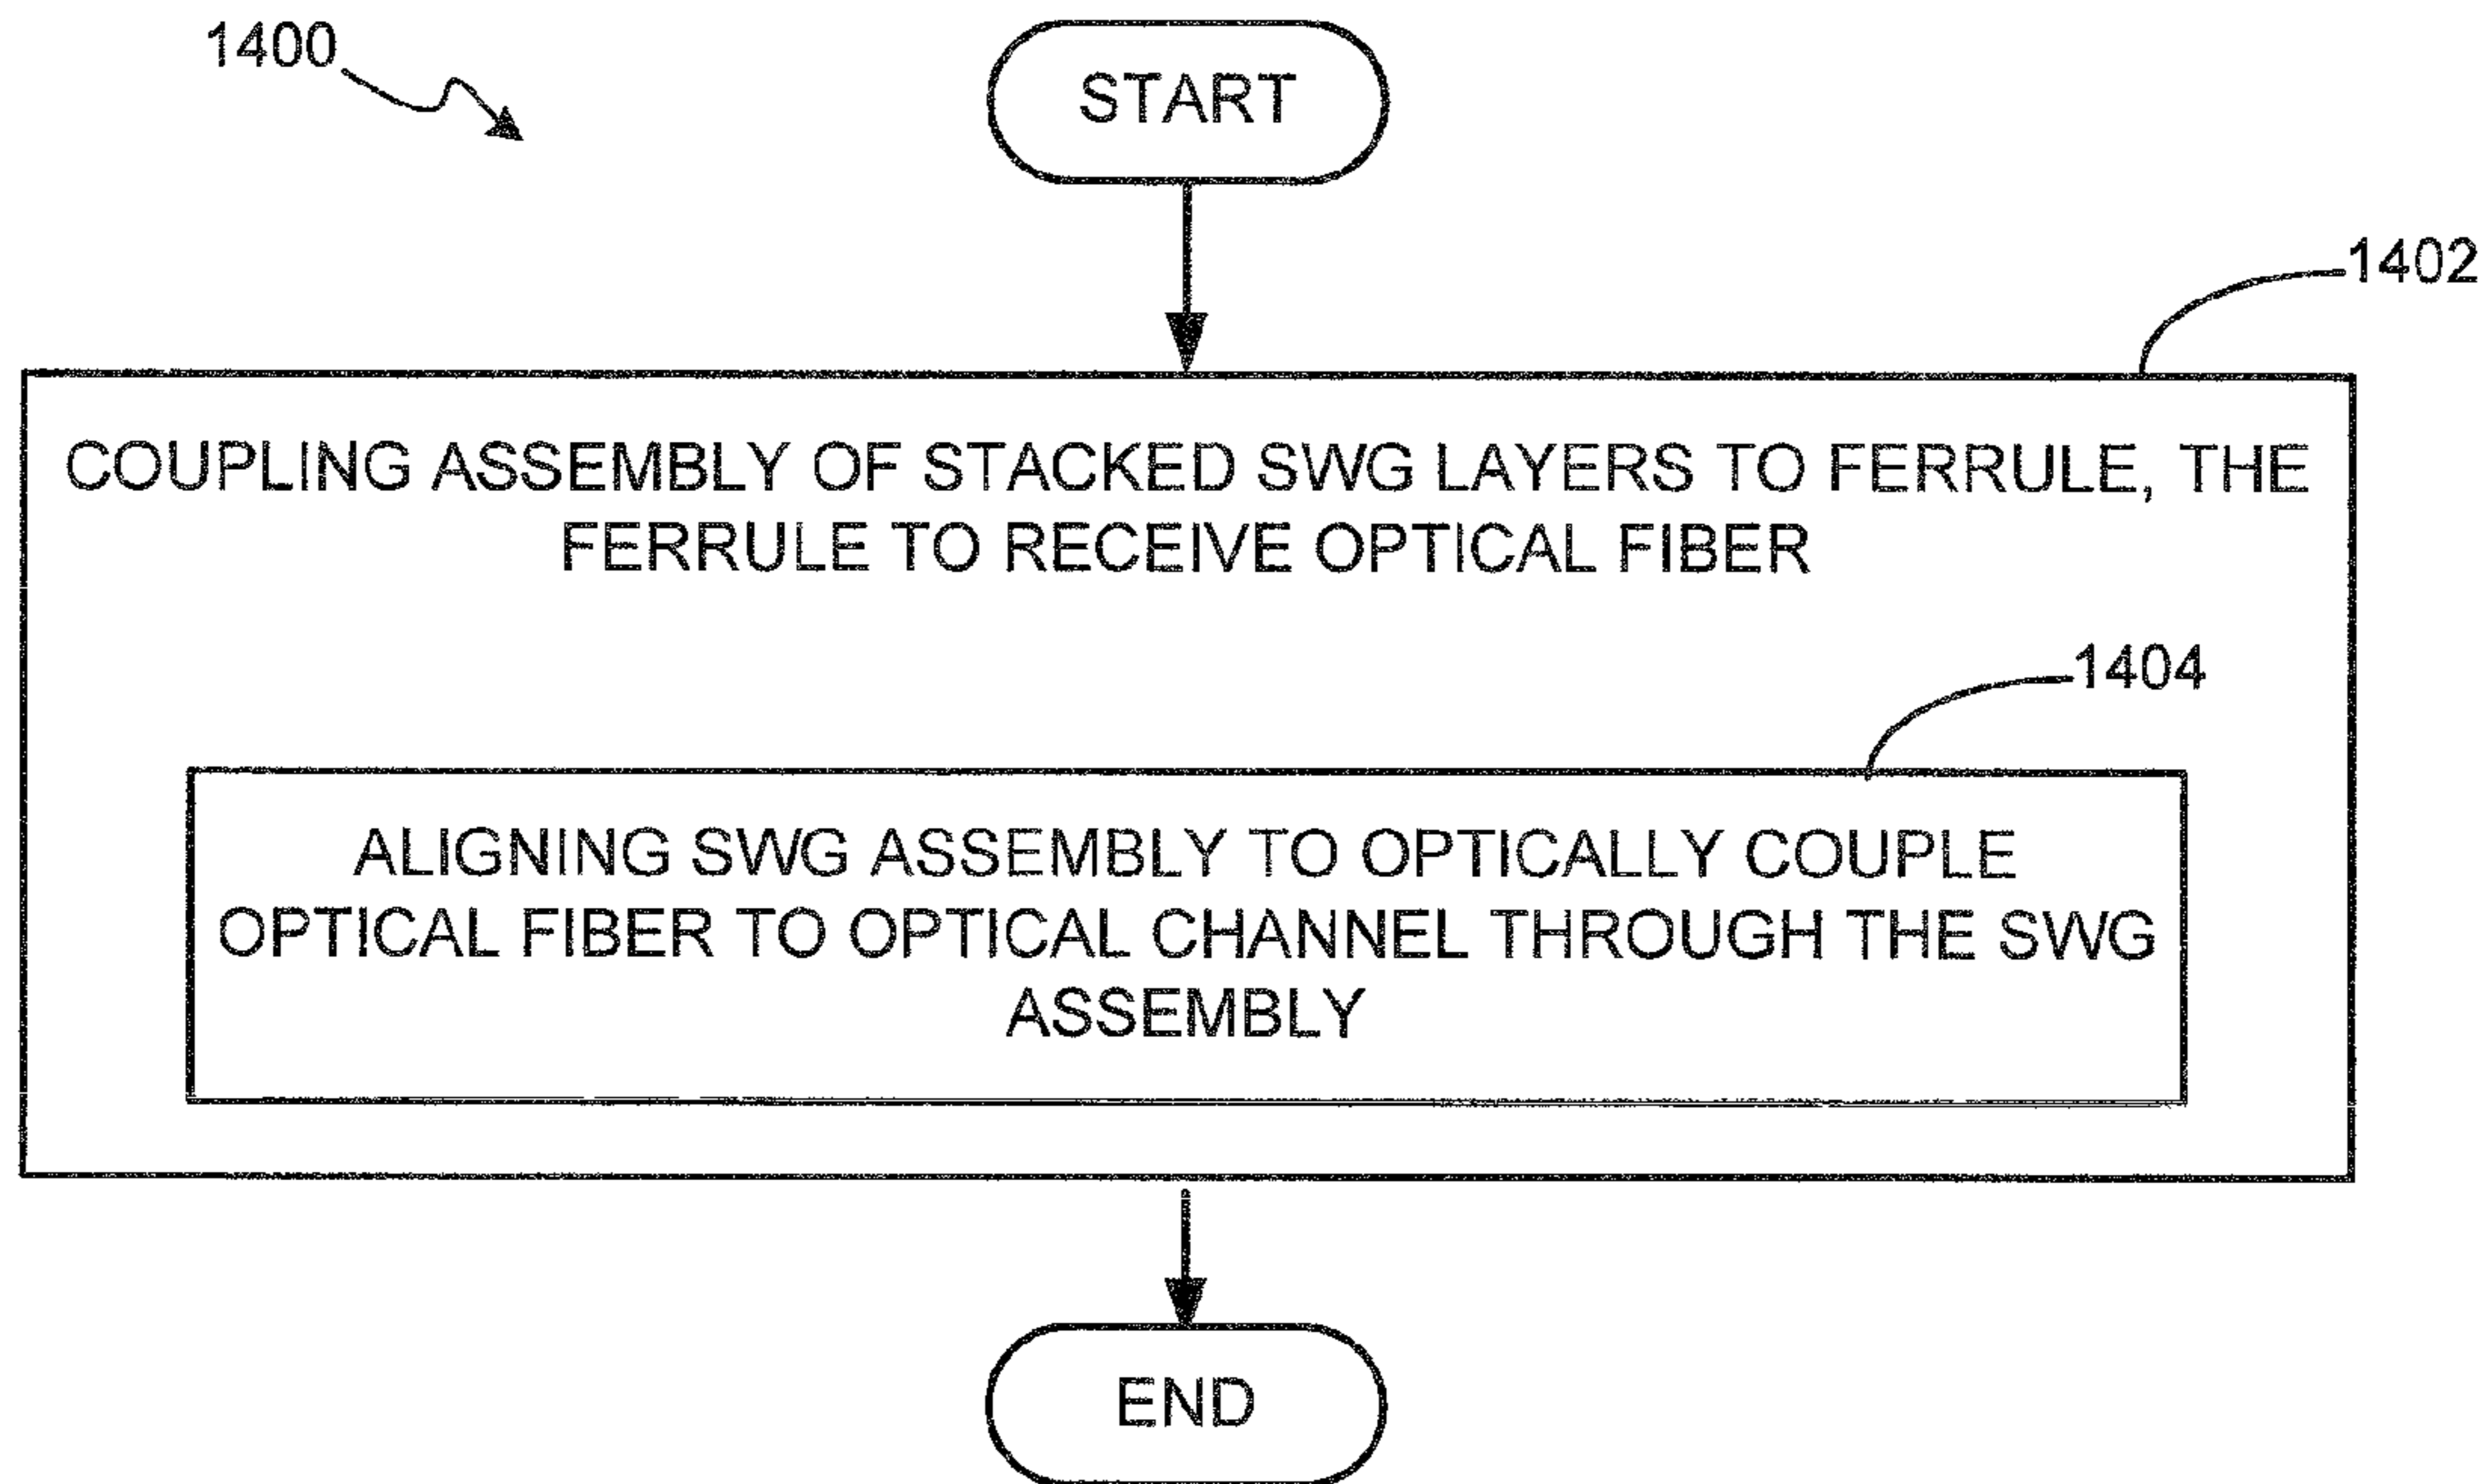 1400
START
1402
COUPLING ASSEMBLY OF STACKED SWG LAYERS TO FERRULE, THE
FERRULE TO RECEIVE OPTICAL FIBER
1404
ALIGNING SWG ASSEMBLY TO OPTICALLY COUPLE
OPTICAL FIBER TO OPTICAL CHANNEL THROUGH THE SWG
ASSEMBLY
END